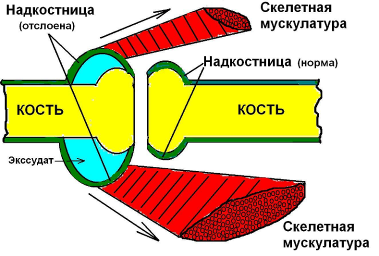 Надкостница
(отслоена)
Скелетная
мускулатура
Надкостница (норма)
КОСТЬ
КОСТЬ
Экссудат
Скелетная
мускулатура